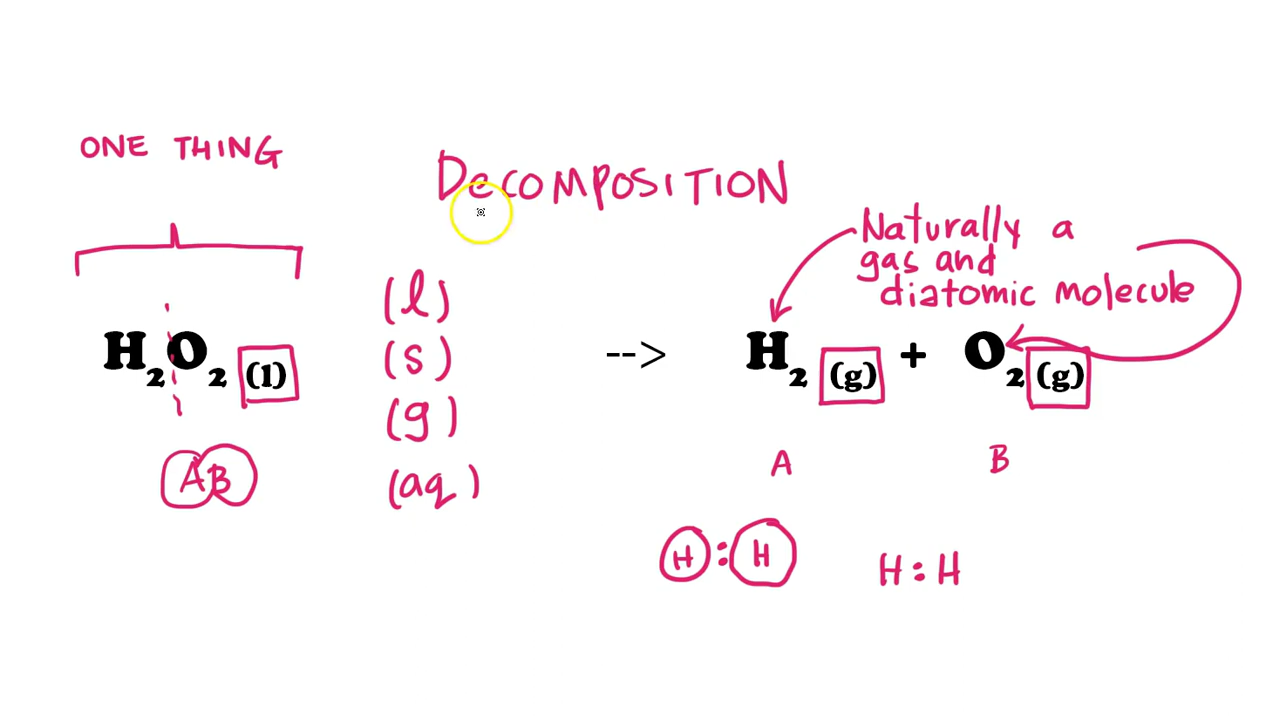 ONE THING
DECOMPOSITION
Naturally a
gas and
diatomic molecule
(l)
(s)
(g)
(aq)
H₂O₂ (l) --> H₂ (g) + O₂ (g)
AB
A
B
H : H
H : H